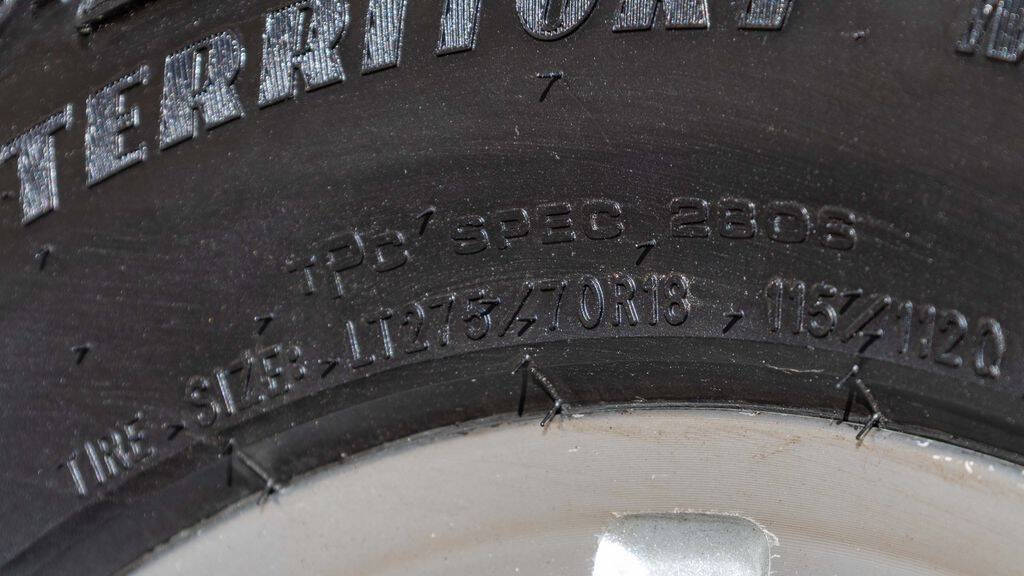 TERRITORY
TPC SPEC 2806
TIRE SIZE: LT275/70R18 115/112Q